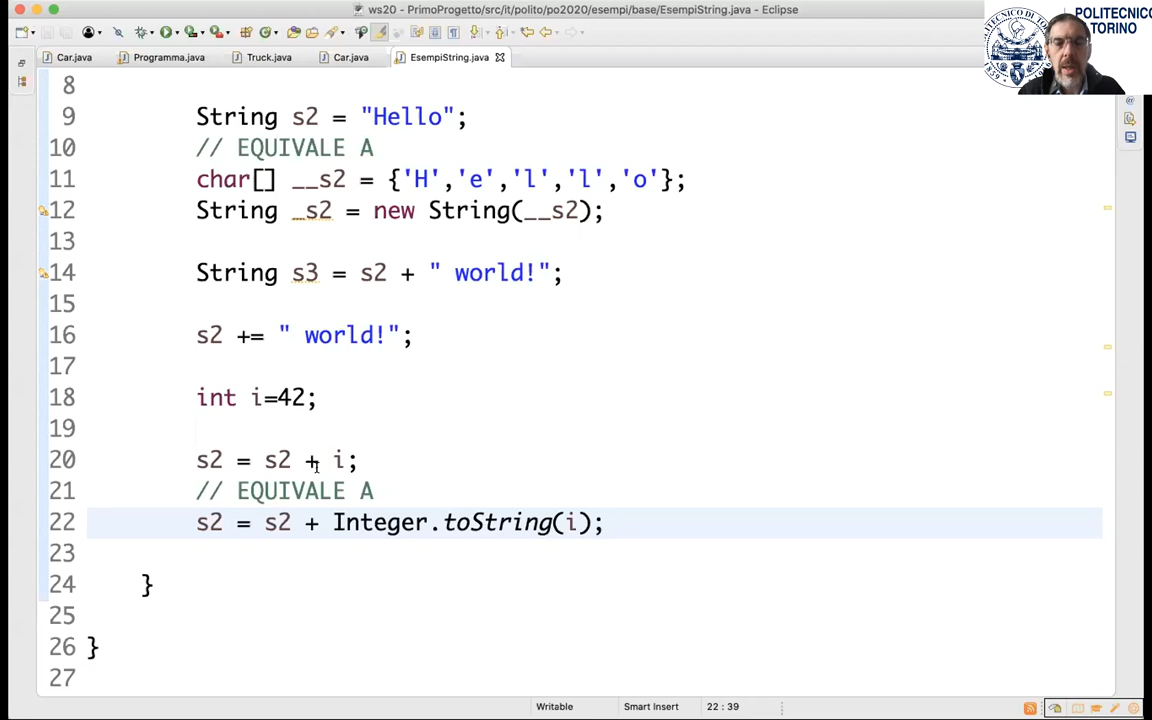 ws20 - PrimoProgetto/src/it/polito/po2020/esempi/base/EsempiString.java - Eclipse
POLITECNICO
DI TORINO
Car.java
Programma.java
Truck.java
Car.java
EsempiString.java
8
9 String s2 = "Hello";
10 // EQUIVALE A
11 char[] __s2 = {'H','e','l','l','o'};
12 String _s2 = new String(__s2);
13
14 String s3 = s2 + " world!";
15
16 s2 += " world!";
17
18 int i=42;
19
20 s2 = s2 + i;
21 // EQUIVALE A
22 s2 = s2 + Integer.toString(i);
23
24 }
25
26 }
27
Writable
Smart Insert
22 : 39